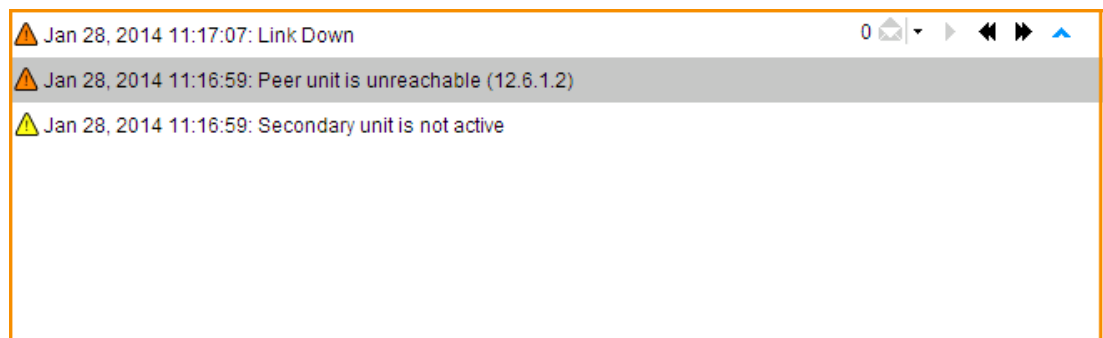 Jan 28, 2014 11:17:07: Link Down 0
Jan 28, 2014 11:16:59: Peer unit is unreachable (12.6.1.2)
Jan 28, 2014 11:16:59: Secondary unit is not active